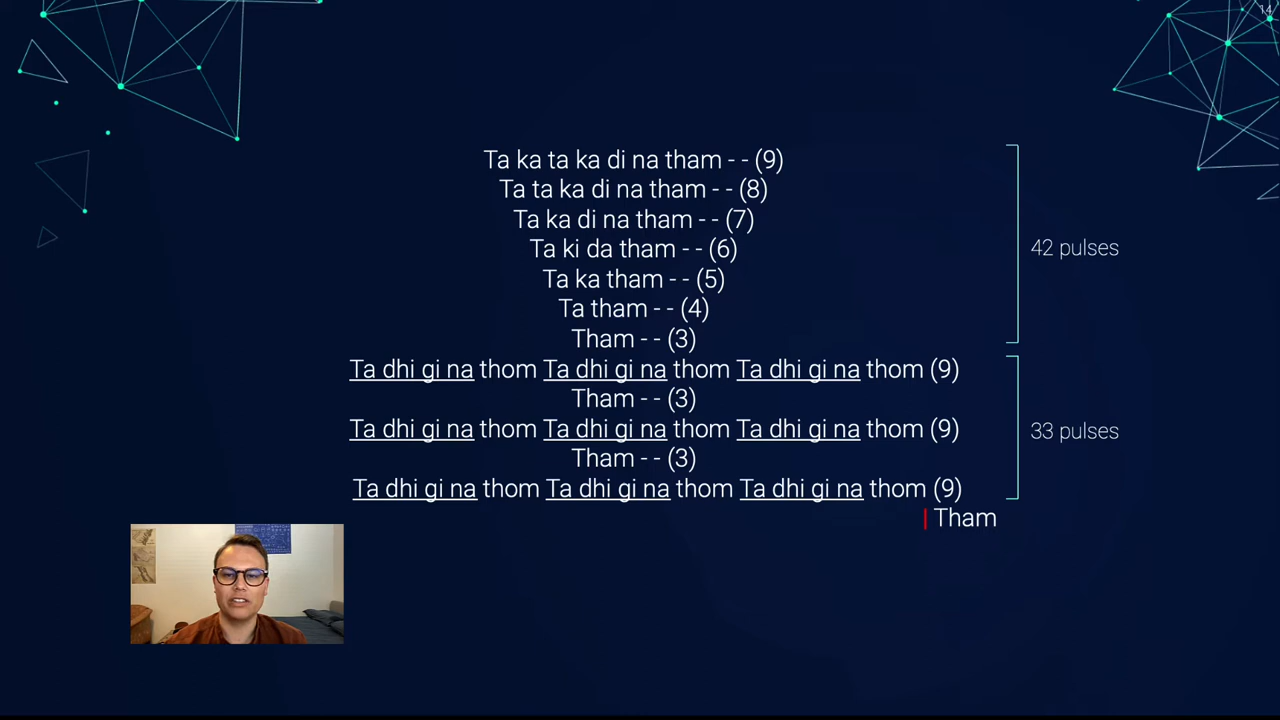 14
Ta ka ta ka di na tham - - (9)
Ta ta ka di na tham - - (8)
Ta ka di na tham - - (7)
Ta ki da tham - - (6)
Ta ka tham - - (5)
Ta tham - - (4)
Tham - - (3)
42 pulses
Ta dhi gi na thom Ta dhi gi na thom Ta dhi gi na thom (9)
Tham - - (3)
Ta dhi gi na thom Ta dhi gi na thom Ta dhi gi na thom (9)
Tham - - (3)
Ta dhi gi na thom Ta dhi gi na thom Ta dhi gi na thom (9)
33 pulses
| Tham